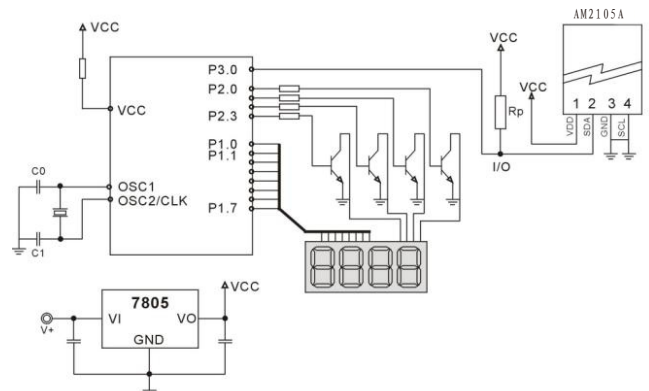 AM2105A
VCC
VCC
VCC
P3.0
P2.0
P2.3
VCC
Rp
1 2 3 4
VDD
SDA
GND
SCL
I/O
P1.0
P1.1
P1.7
C0
OSC1
OSC2/CLK
C1
8888
VCC
7805
V+
VI
VO
GND